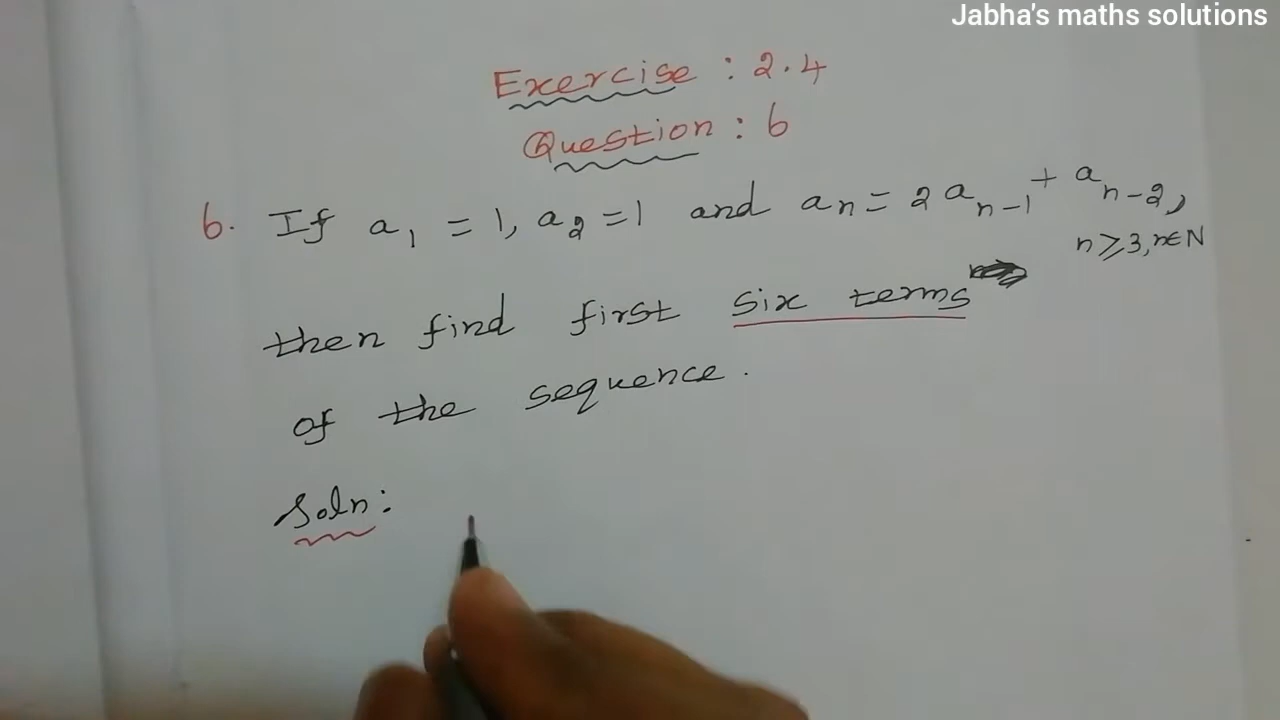 Jabha's maths solutions
Exercise : 2.4
Question : 6
6. If a₁ = 1, a₂ = 1 and aₙ = 2aₙ₋₁ + aₙ₋₂,
n ≥ 3, n ∈ N
then find first six terms
of the sequence.
Soln: